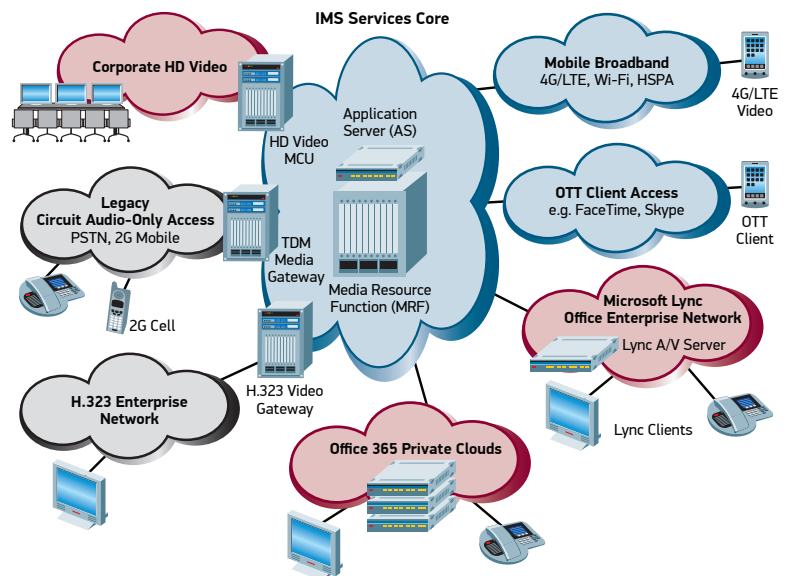 IMS Services Core
Corporate HD Video
HD Video
MCU
Application
Server (AS)
Media Resource
Function (MRF)
Mobile Broadband
4G/LTE, Wi-Fi, HSPA
4G/LTE
Video
Legacy
Circuit Audio-Only Access
PSTN, 2G Mobile
TDM
Media
Gateway
2G Cell
OTT Client Access
e.g. FaceTime, Skype
OTT
Client
Microsoft Lync
Office Enterprise Network
Lync A/V Server
Lync Clients
H.323 Video
Gateway
H.323 Enterprise
Network
Office 365 Private Clouds